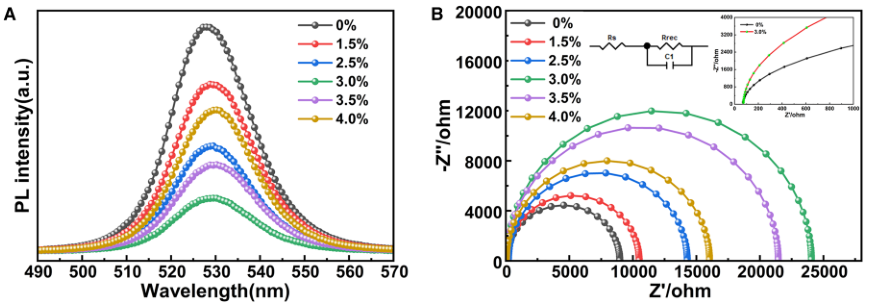 A
PL intensity(a.u.)
0%
1.5%
2.5%
3.0%
3.5%
4.0%
490 500 510 520 530 540 550 560 570
Wavelength(nm)
B
-Z''/ohm
20000
16000
12000
8000
4000
0
0 5000 10000 15000 20000 25000
Z'/ohm
0%
1.5%
2.5%
3.0%
3.5%
4.0%
Rs Rrec
C1
-Z''/ohm
4000
3200
2400
1600
800
0
0 200 400 600 800 1000
Z'/ohm
0%
3.0%